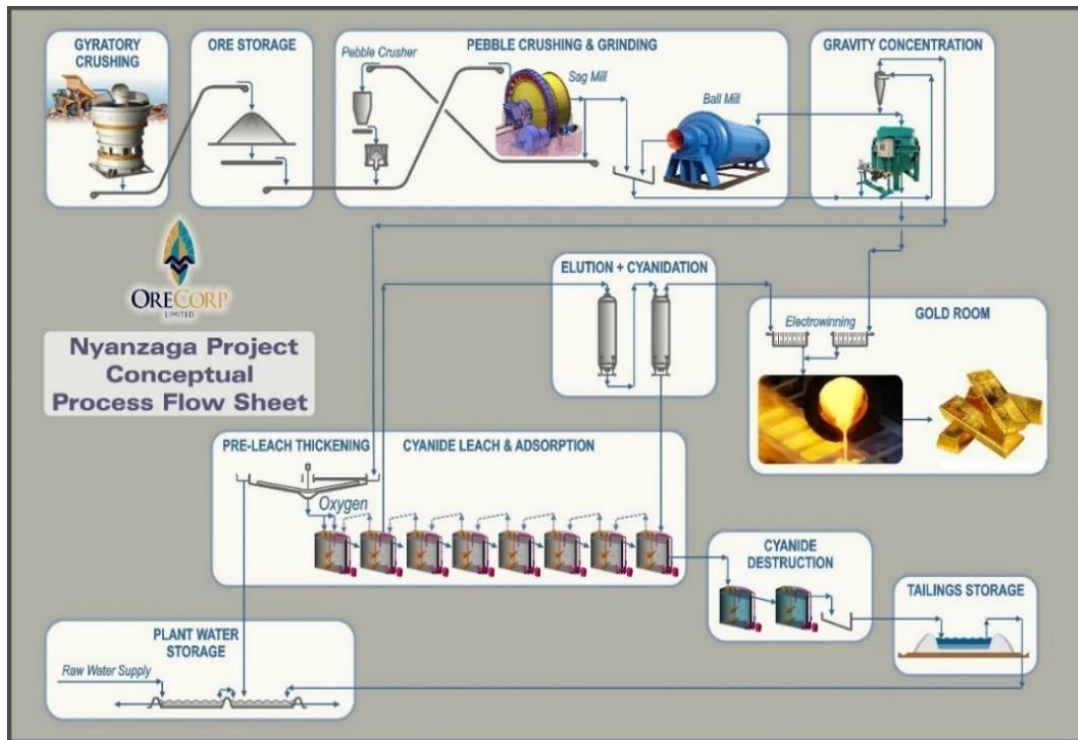 GYRATORY
CRUSHING
ORE STORAGE
PEBBLE CRUSHING & GRINDING
GRAVITY CONCENTRATION
Pebble Crusher
Sag Mill
Ball Mill
ORECORP
LIMITED
Nyanzaga Project
Conceptual
Process Flow Sheet
ELUTION + CYANIDATION
GOLD ROOM
Electrowinning
PRE-LEACH THICKENING
CYANIDE LEACH & ADSORPTION
Oxygen
CYANIDE
DESTRUCTION
TAILINGS STORAGE
PLANT WATER
STORAGE
Raw Water Supply